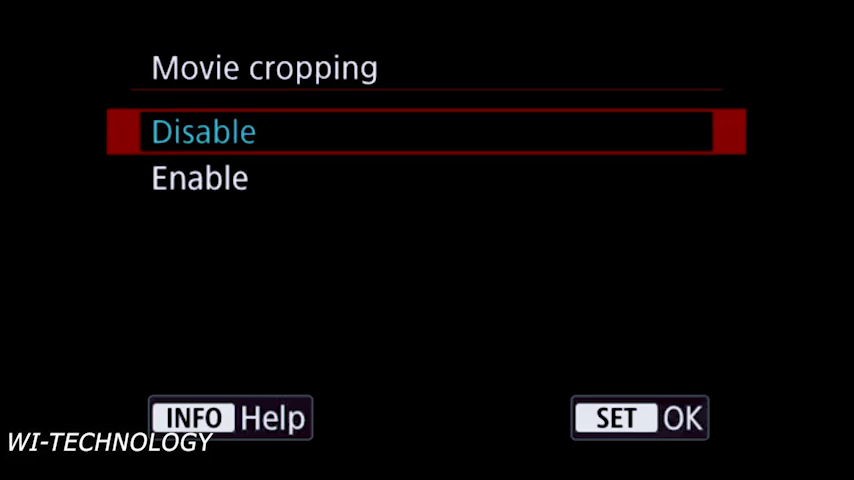 Movie cropping
Disable
Enable
INFO Help
SET OK
WI-TECHNOLOGY